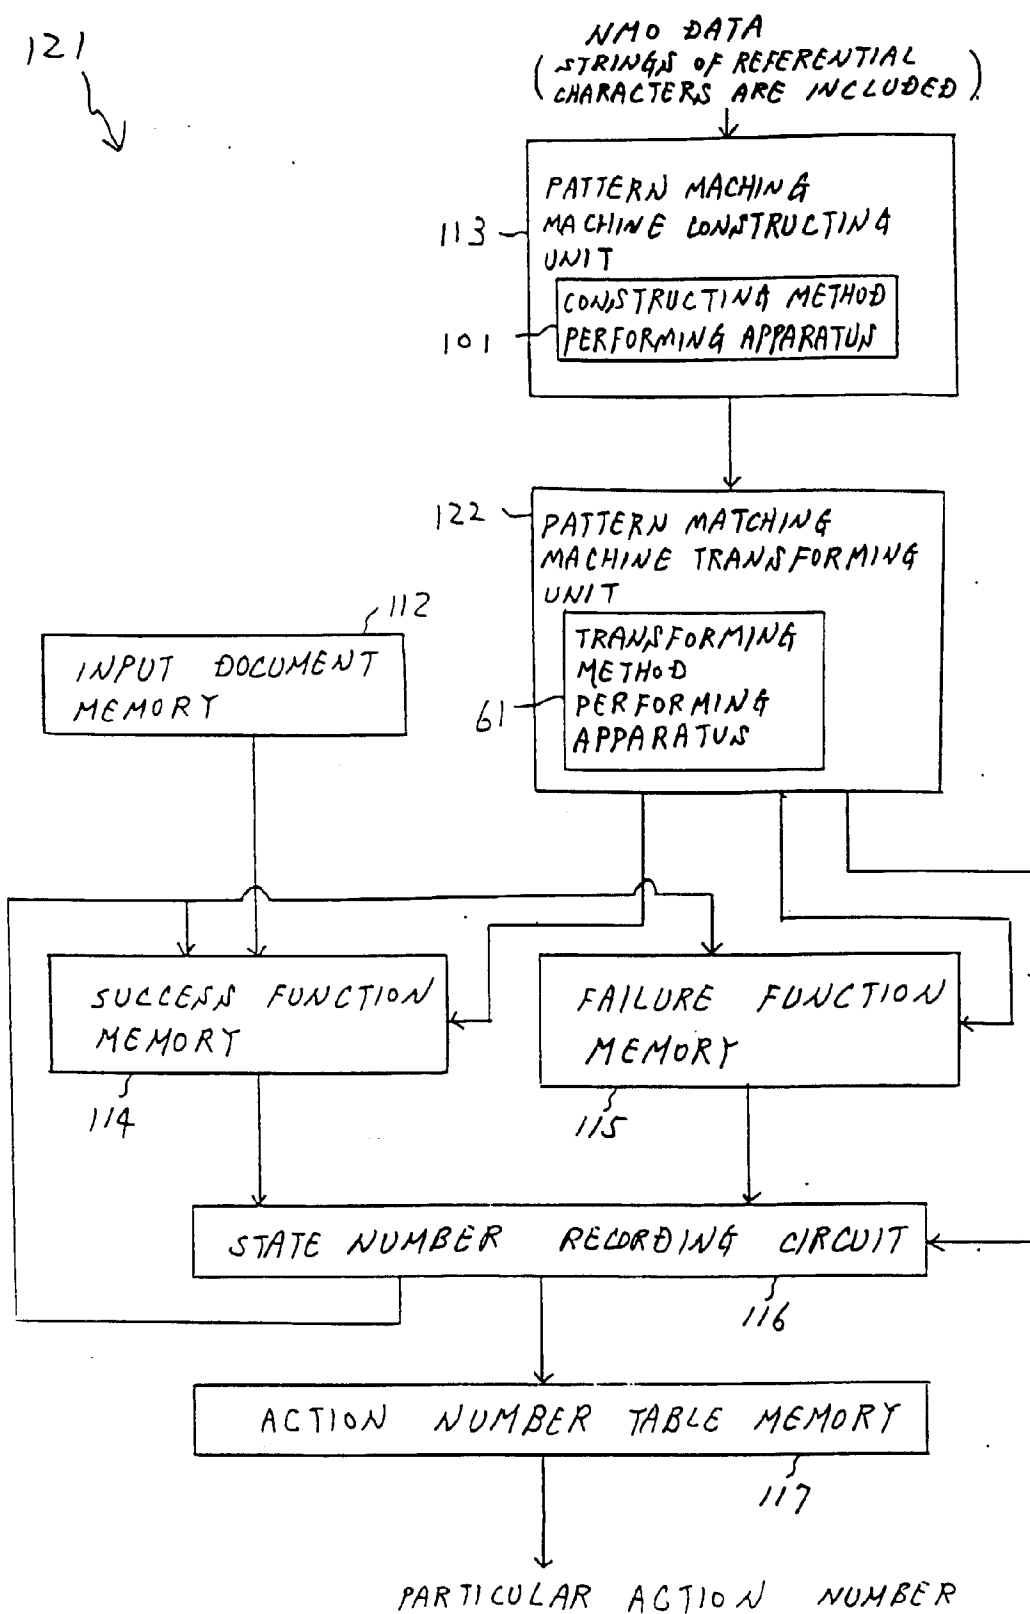 121
NMO DATA
( STRINGS OF REFERENTIAL
CHARACTERS ARE INCLUDED )
PATTERN MACHING
MACHINE CONSTRUCTING
UNIT
113
CONSTRUCTING METHOD
PERFORMING APPARATUS
101
122
PATTERN MATCHING
MACHINE TRANSFORMING
UNIT
TRANSFORMING
METHOD
PERFORMING
APPARATUS
61
112
INPUT DOCUMENT
MEMORY
SUCCESS FUNCTION
MEMORY
114
FAILURE FUNCTION
MEMORY
115
STATE NUMBER RECORDING CIRCUIT
116
ACTION NUMBER TABLE MEMORY
117
PARTICULAR ACTION NUMBER